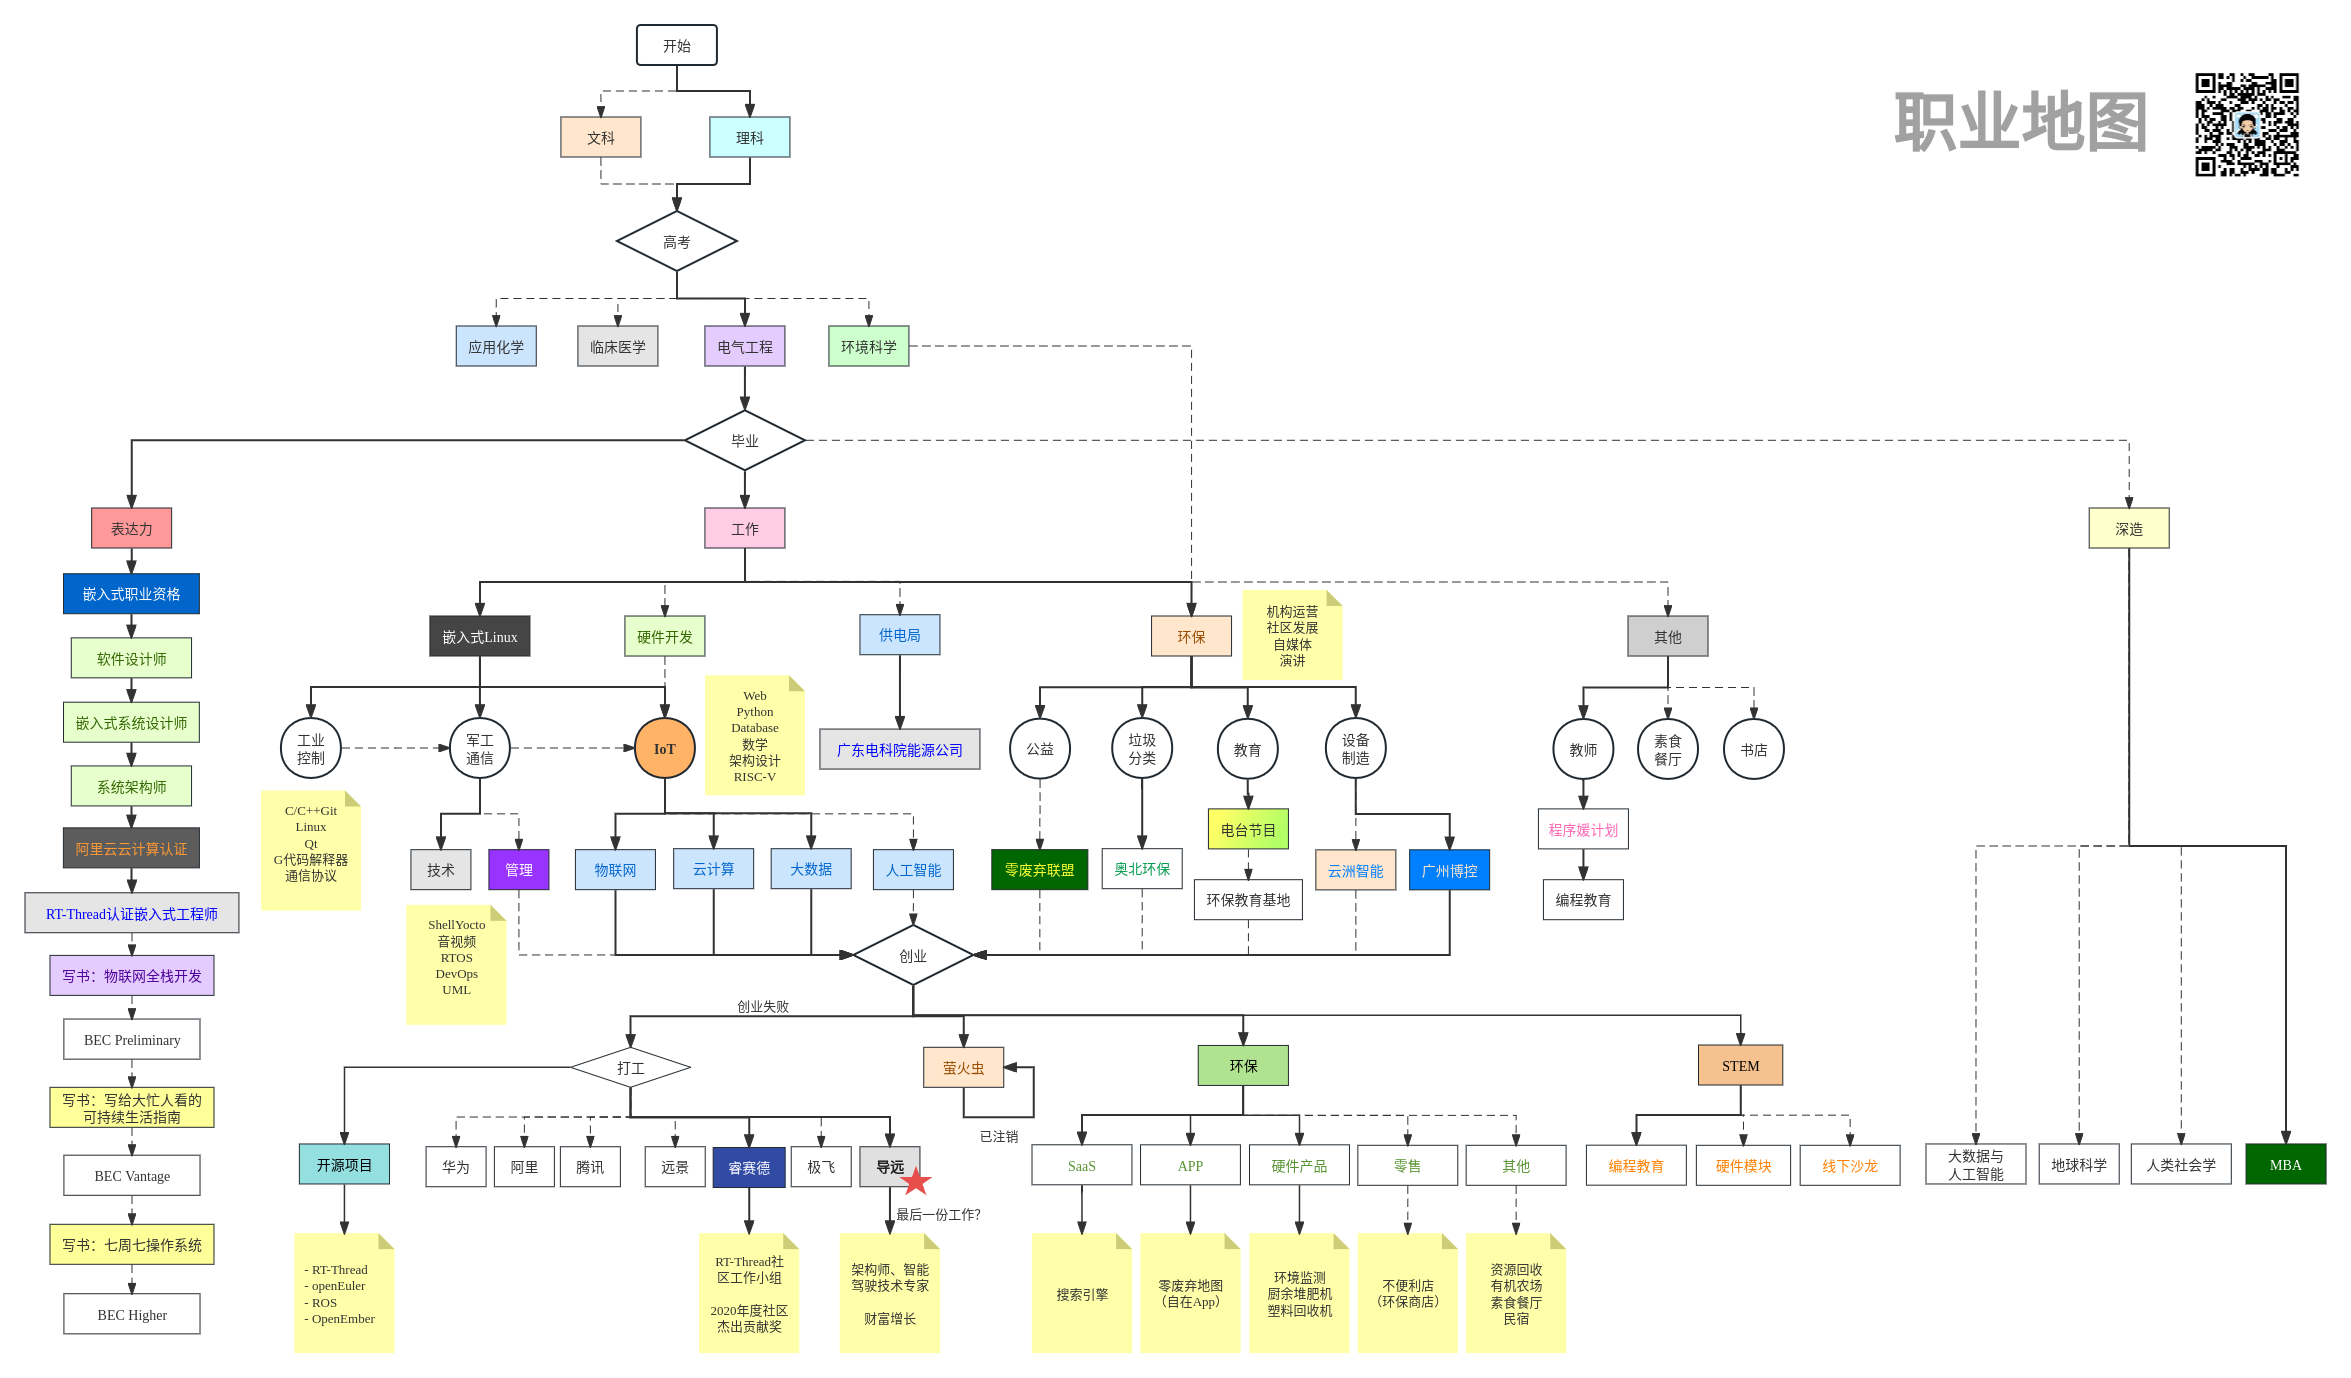 开始
职业地图
文科
理科
高考
应用化学
临床医学
电气工程
环境科学
毕业
表达力
工作
深造
嵌入式职业资格
软件设计师
嵌入式系统设计师
系统架构师
阿里云云计算认证
RT-Thread认证嵌入式工程师
写书：物联网全栈开发
BEC Preliminary
写书：写给大忙人看的
可持续生活指南
BEC Vantage
写书：七周七操作系统
BEC Higher
嵌入式Linux
硬件开发
供电局
环保
机构运营
社区发展
自媒体
演讲
其他
工业
控制
军工
通信
IoT
Web
Python
Database
数学
架构设计
RISC-V
广东电科院能源公司
公益
垃圾
分类
教育
设备
制造
教师
素食
餐厅
书店
C/C++Git
Linux
Qt
G代码解释器
通信协议
技术
管理
物联网
云计算
大数据
人工智能
零废弃联盟
奥北环保
电台节目
环保教育基地
云洲智能
广州博控
程序媛计划
编程教育
ShellYocto
音视频
RTOS
DevOps
UML
创业
创业失败
打工
萤火虫
已注销
环保
STEM
开源项目
华为
阿里
腾讯
远景
睿赛德
极飞
导远
最后一份工作?
SaaS
APP
硬件产品
零售
其他
编程教育
硬件模块
线下沙龙
大数据与
人工智能
地球科学
人类社会学
MBA
- RT-Thread
- openEuler
- ROS
- OpenEmber
RT-Thread社
区工作小组
2020年度社区
杰出贡献奖
架构师、智能
驾驶技术专家
财富增长
搜索引擎
零废弃地图
（自在App）
环境监测
厨余堆肥机
塑料回收机
不便利店
（环保商店）
资源回收
有机农场
素食餐厅
民宿